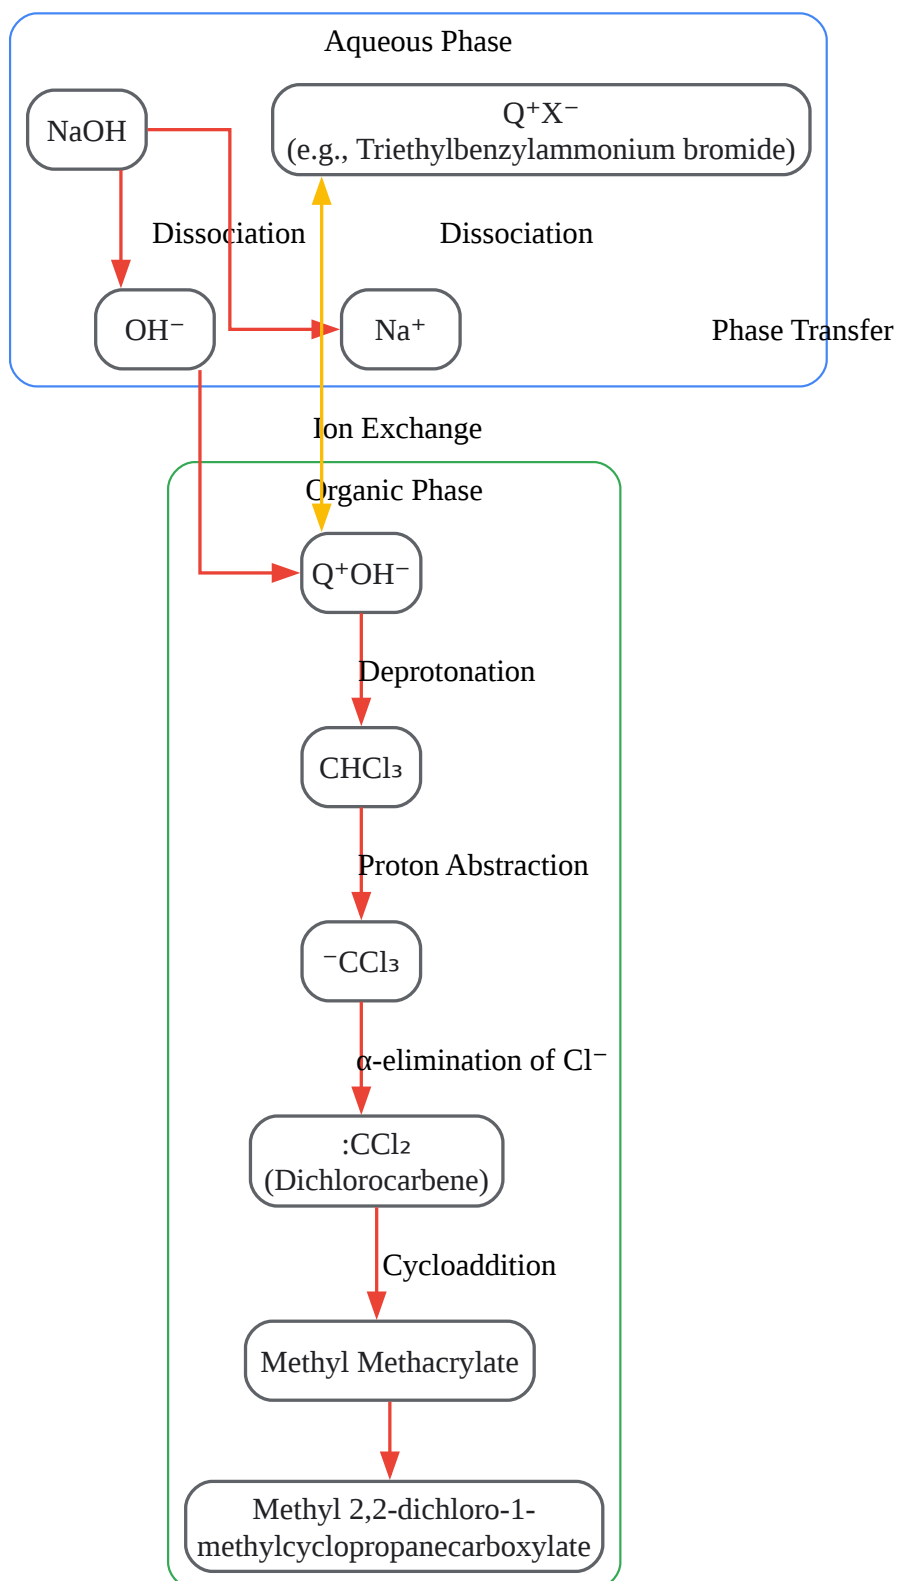 Aqueous Phase
NaOH
Q⁺X⁻
(e.g., Triethylbenzylammonium bromide)
Dissociation
Dissociation
OH⁻
Na⁺
Phase Transfer
Ion Exchange
Organic Phase
Q⁺OH⁻
Deprotonation
CHCl₃
Proton Abstraction
⁻CCl₃
α-elimination of Cl⁻
:CCl₂
(Dichlorocarbene)
Cycloaddition
Methyl Methacrylate
Methyl 2,2-dichloro-1-
methylcyclopropanecarboxylate